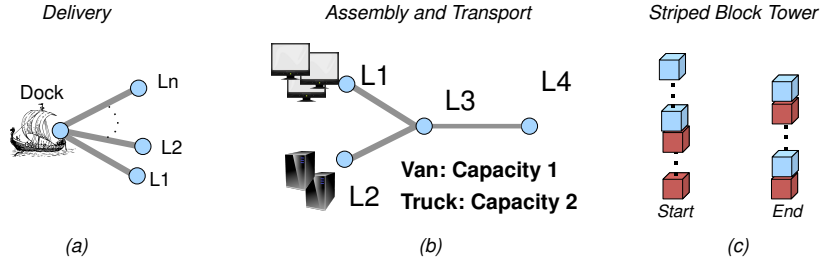 Delivery
Dock
Ln
L2
L1
(a)
Assembly and Transport
L1
L3
L4
L2
Van: Capacity 1
Truck: Capacity 2
(b)
Striped Block Tower
Start
End
(c)